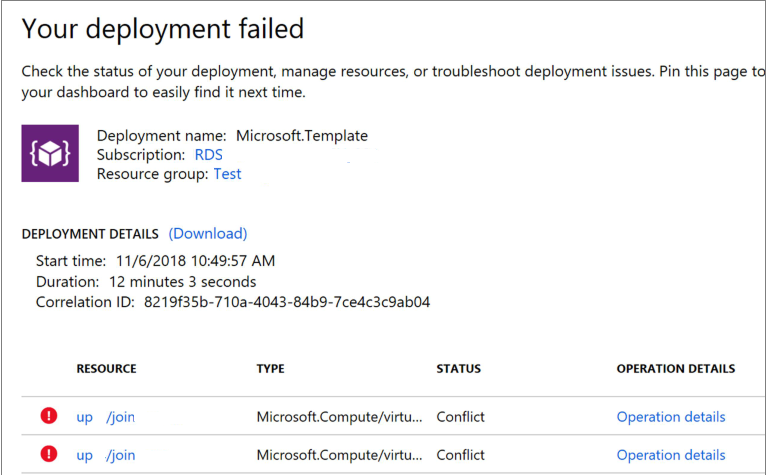 Your deployment failed
Check the status of your deployment, manage resources, or troubleshoot deployment issues. Pin this page to
your dashboard to easily find it next time.
Deployment name: Microsoft.Template
Subscription: RDS
Resource group: Test
DEPLOYMENT DETAILS (Download)
Start time: 11/6/2018 10:49:57 AM
Duration: 12 minutes 3 seconds
Correlation ID: 8219f35b-710a-4043-84b9-7ce4c3c9ab04
RESOURCE TYPE STATUS OPERATION DETAILS
up /join Microsoft.Compute/virtu... Conflict Operation details
up /join Microsoft.Compute/virtu... Conflict Operation details